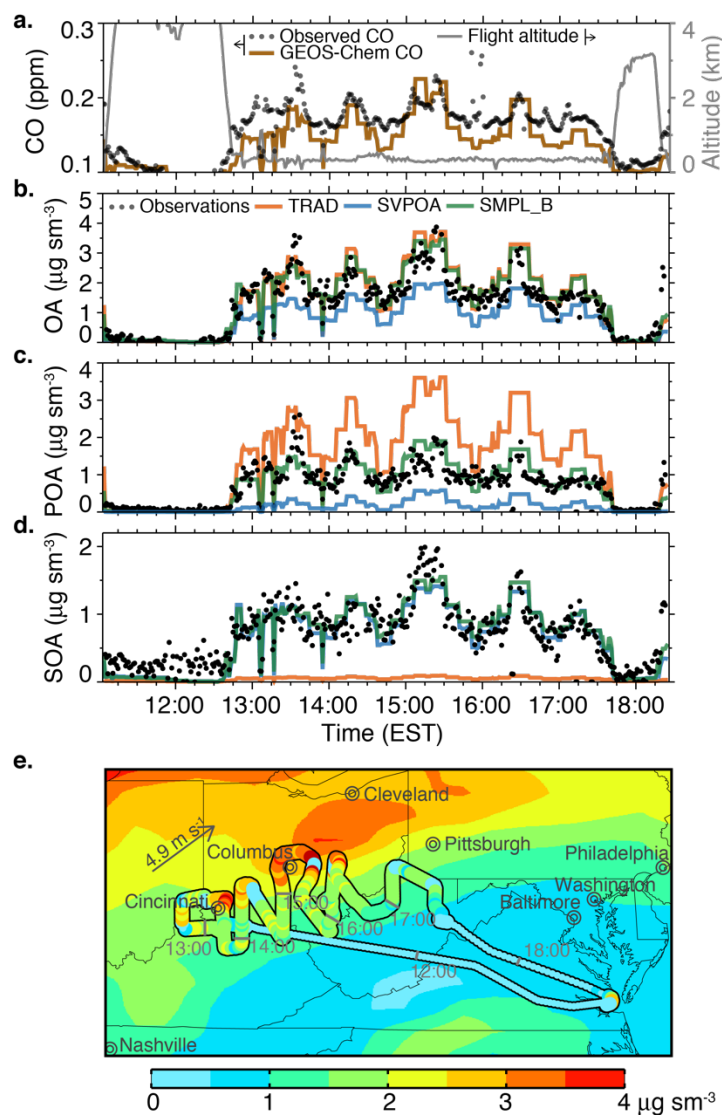 a.
0.3
0.2
0.1
CO (ppm)
Observed CO
GEOS-Chem CO
Flight altitude
4
2
0
Altitude (km)
b.
5
4
3
2
1
0
OA (µg sm⁻³)
Observations
TRAD
SVPOA
SMPL_B
c.
4
3
2
1
0
POA (µg sm⁻³)
d.
2
1
0
SOA (µg sm⁻³)
12:00 13:00 14:00 15:00 16:00 17:00 18:00
Time (EST)
e.
Cleveland
4.9 m s⁻¹
Pittsburgh
Columbus
Philadelphia
Cincinnati
Washington
Baltimore
15:00
16:00
17:00
13:00
14:00
18:00
12:00
Nashville
0 1 2 3 4 µg sm⁻³